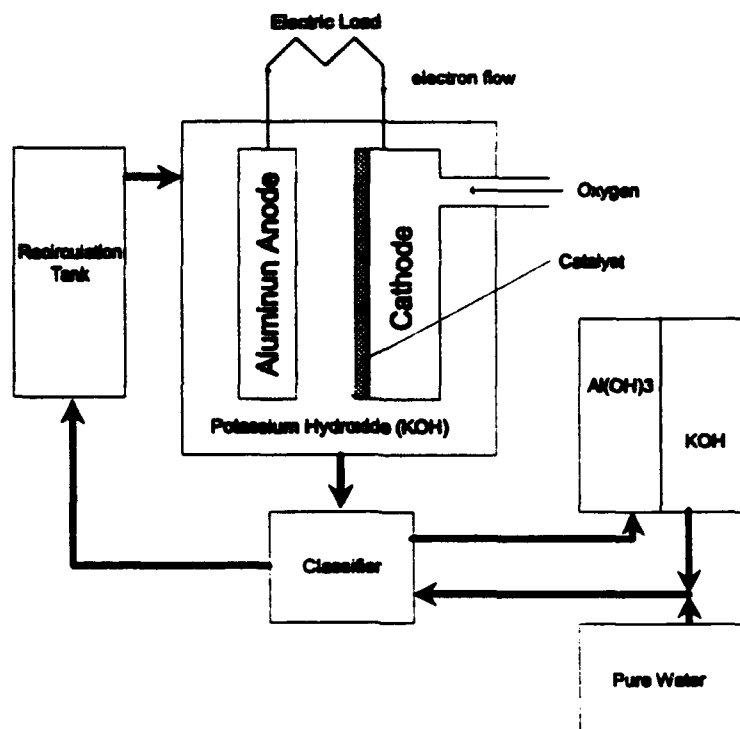 Electric Load
electron flow
Oxygen
Recirculation
Tank
Aluminun Anode
Cathode
Catalyst
Al(OH)3
KOH
Potassium Hydroxide (KOH)
Classifier
Pure Water